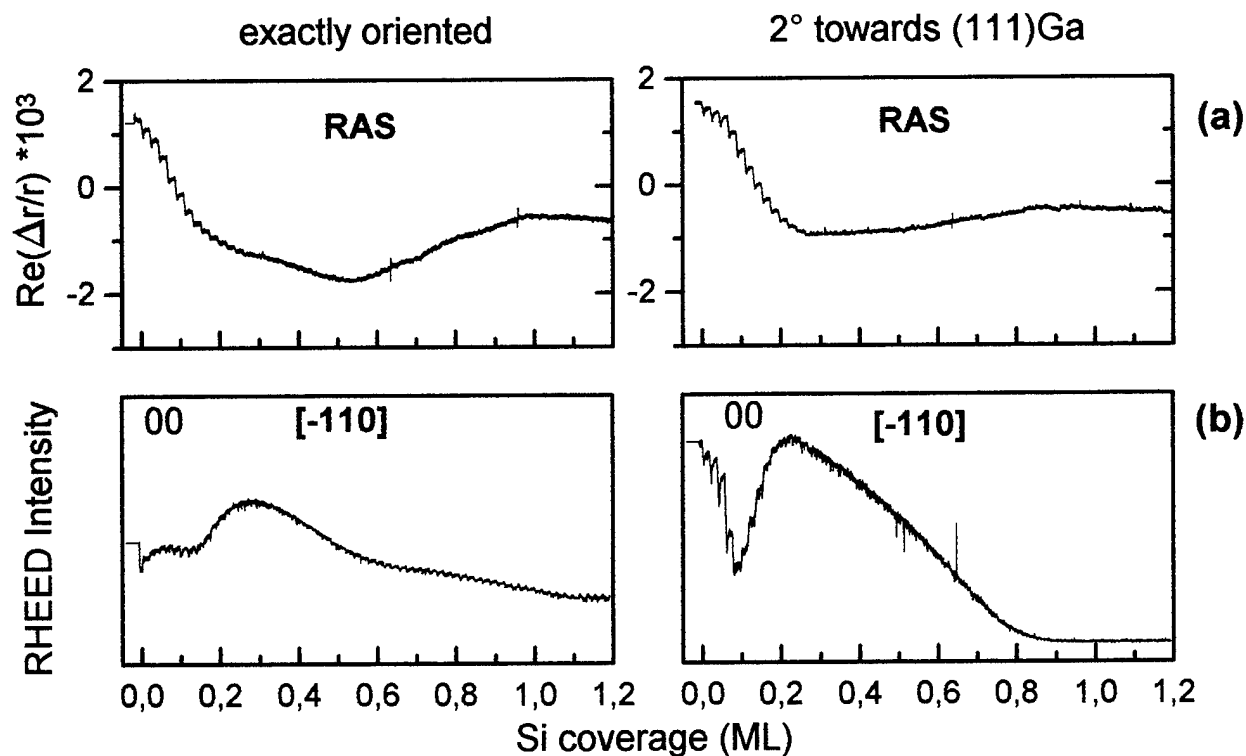 exactly oriented
2° towards (111)Ga
2
0
-2
Re(Δr/r) *10³
RAS
2
0
-2
RAS
(a)
RHEED Intensity
00 [-110]
00 [-110]
(b)
0,0 0,2 0,4 0,6 0,8 1,0 1,2
0,0 0,2 0,4 0,6 0,8 1,0 1,2
Si coverage (ML)